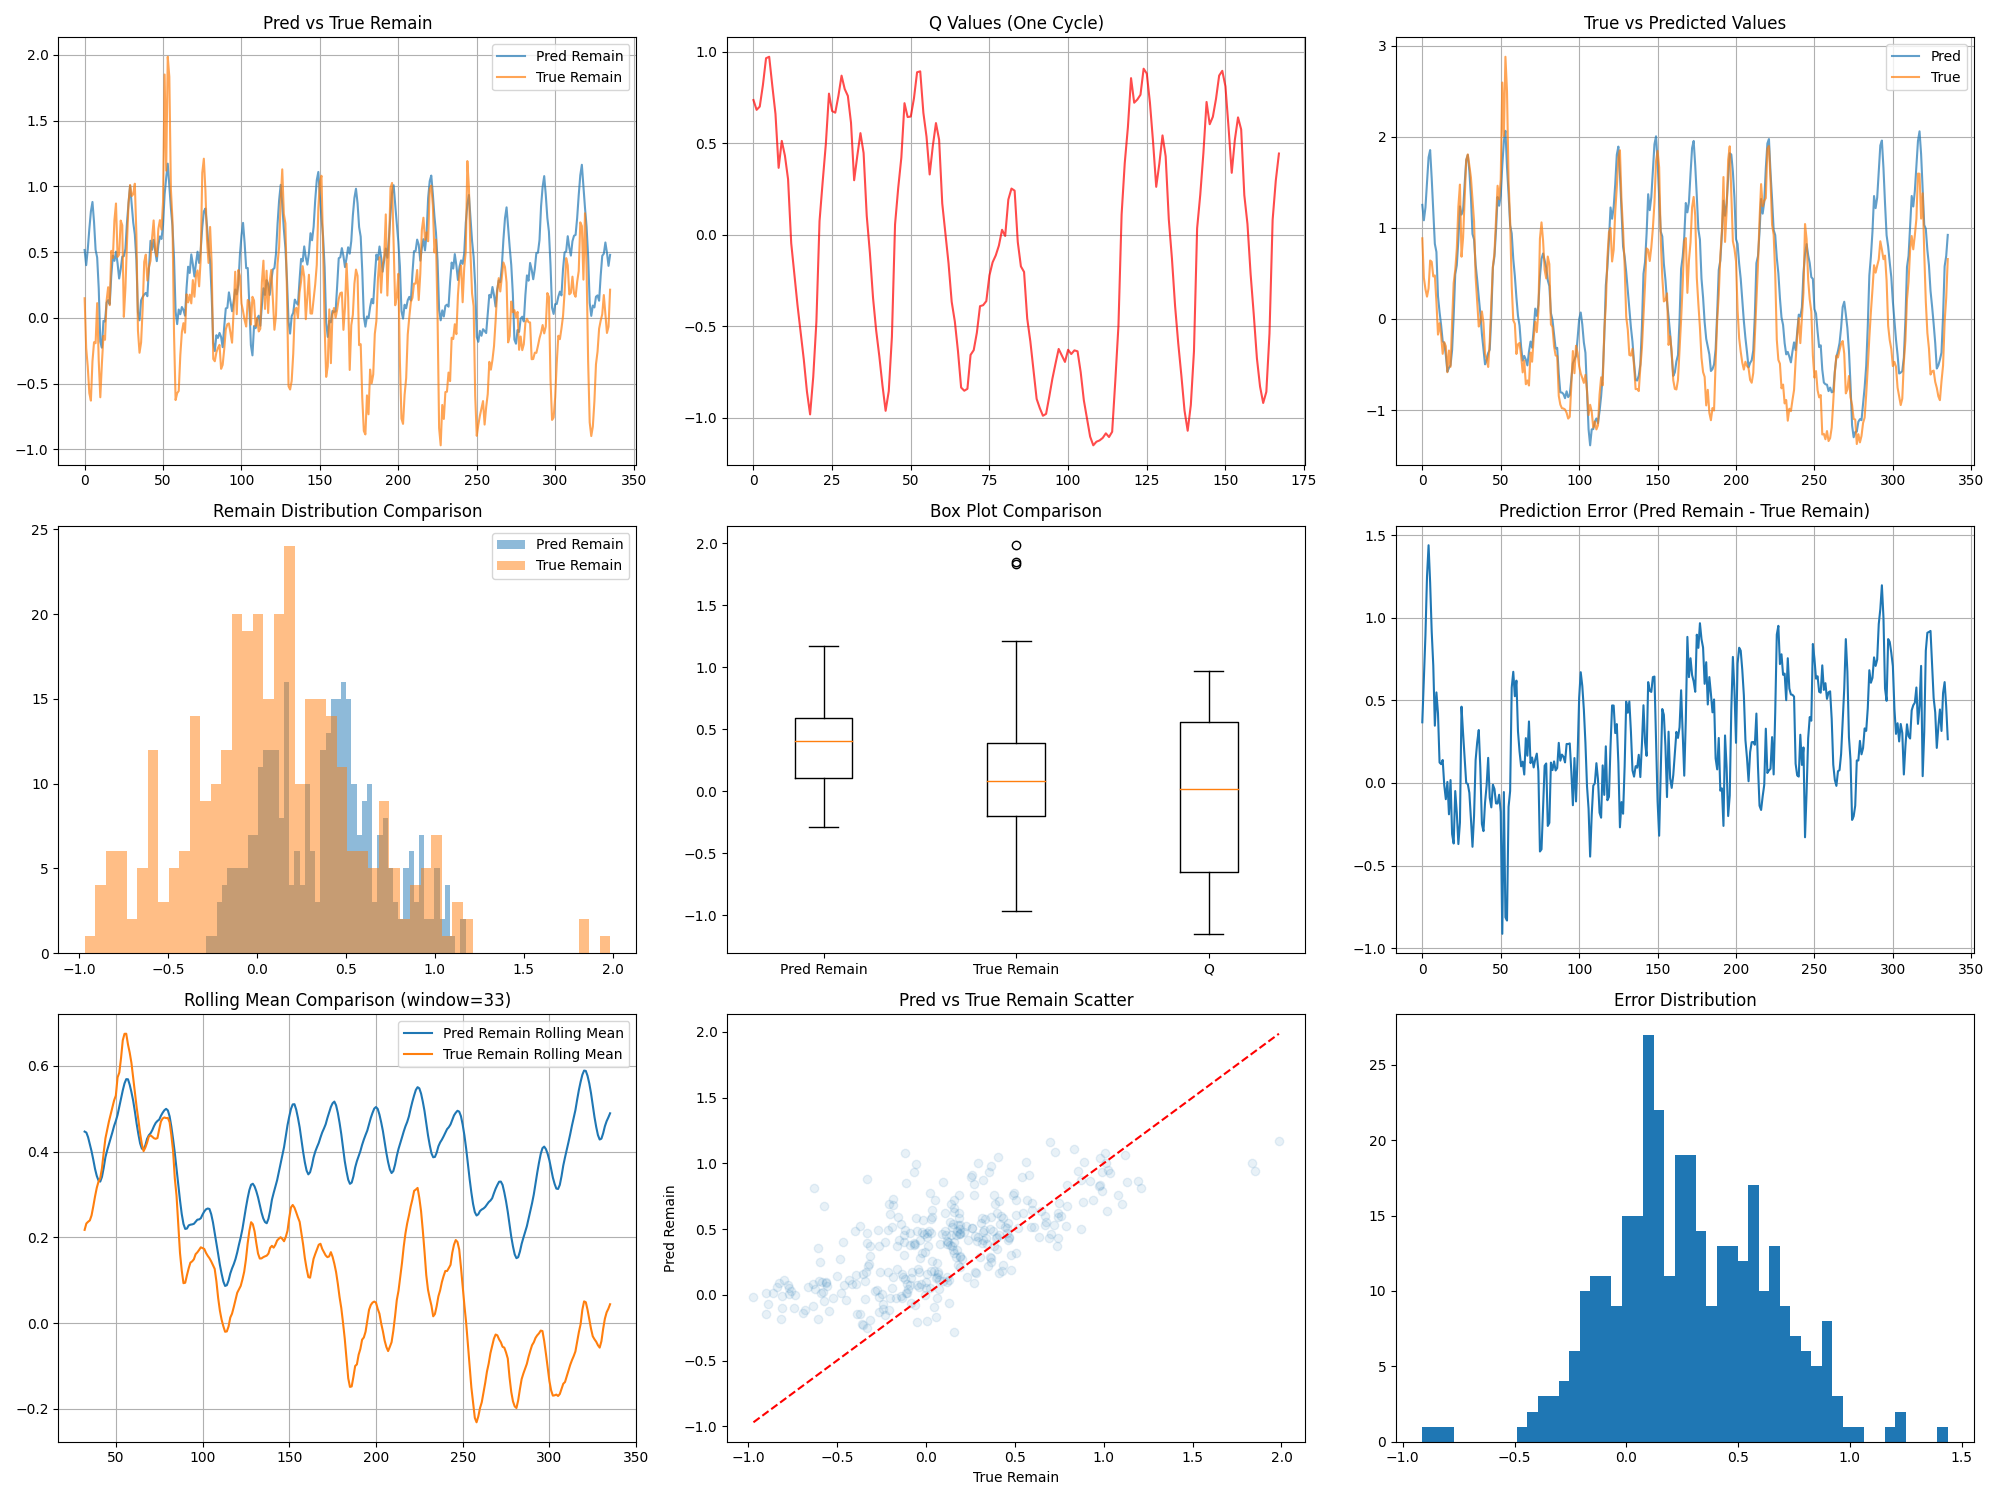 Pred vs True Remain
Pred Remain
True Remain
2.0
1.5
1.0
0.5
0.0
−0.5
−1.0
0 50 100 150 200 250 300 350
Q Values (One Cycle)
1.0
0.5
0.0
−0.5
−1.0
0 25 50 75 100 125 150 175
True vs Predicted Values
Pred
True
3
2
1
0
−1
0 50 100 150 200 250 300 350
Remain Distribution Comparison
Pred Remain
True Remain
25
20
15
10
5
0
−1.0 −0.5 0.0 0.5 1.0 1.5 2.0
Box Plot Comparison
2.0
1.5
1.0
0.5
0.0
−0.5
−1.0
Pred Remain True Remain Q
Prediction Error (Pred Remain - True Remain)
1.5
1.0
0.5
0.0
−0.5
−1.0
0 50 100 150 200 250 300 350
Rolling Mean Comparison (window=33)
Pred Remain Rolling Mean
True Remain Rolling Mean
0.6
0.4
0.2
0.0
−0.2
50 100 150 200 250 300 350
Pred vs True Remain Scatter
Pred Remain
2.0
1.5
1.0
0.5
0.0
−0.5
−1.0
−1.0 −0.5 0.0 0.5 1.0 1.5 2.0
True Remain
Error Distribution
25
20
15
10
5
0
−1.0 −0.5 0.0 0.5 1.0 1.5